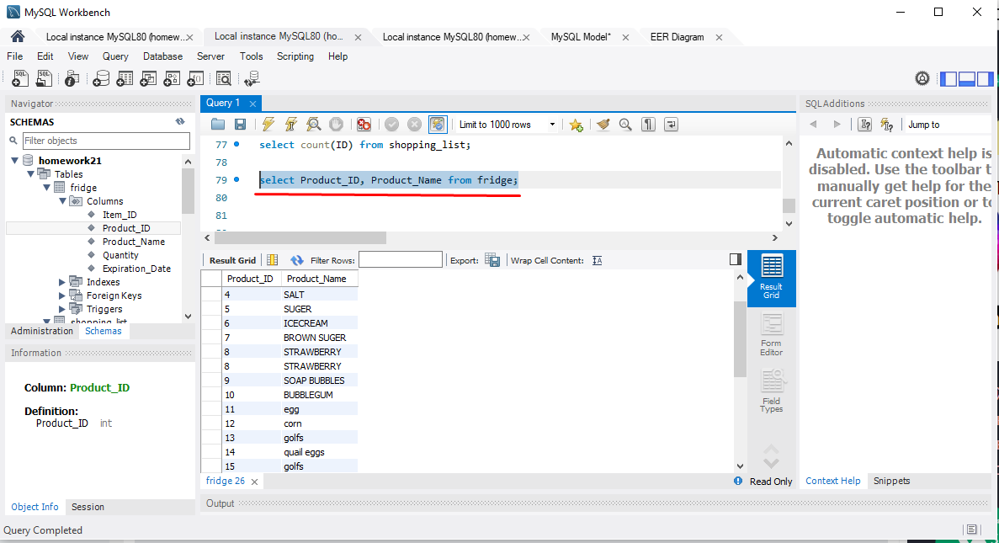 MySQL Workbench
Local instance MySQL80 (homew... Local instance MySQL80 (ho... Local instance MySQL80 (homew... MySQL Model* EER Diagram
File Edit View Query Database Server Tools Scripting Help
Navigator
SCHEMAS
Filter objects
homework21
Tables
fridge
Columns
Item_ID
Product_ID
Product_Name
Quantity
Expiration_Date
Indexes
Foreign Keys
Triggers
shopping_list
Administration Schemas
Information
Column: Product_ID
Definition:
Product_ID int
Object Info Session
Query 1
Limit to 1000 rows
77 select count(ID) from shopping_list;
78
79 select Product_ID, Product_Name from fridge;
80
81
Result Grid Filter Rows: Export: Wrap Cell Content:
Product_ID Product_Name
4 SALT
5 SUGER
6 ICECREAM
7 BROWN SUGER
8 STRAWBERRY
8 STRAWBERRY
9 SOAP BUBBLES
10 BUBBLEGUM
11 egg
12 corn
13 golfs
14 quail eggs
15 golfs
Result
Grid
Form
Editor
Field
Types
fridge 26
Read Only
Output
SQLAdditions
Jump to
Automatic context help is
disabled. Use the toolbar t
manually get help for the
current caret position or to
toggle automatic help.
Context Help Snippets
Query Completed